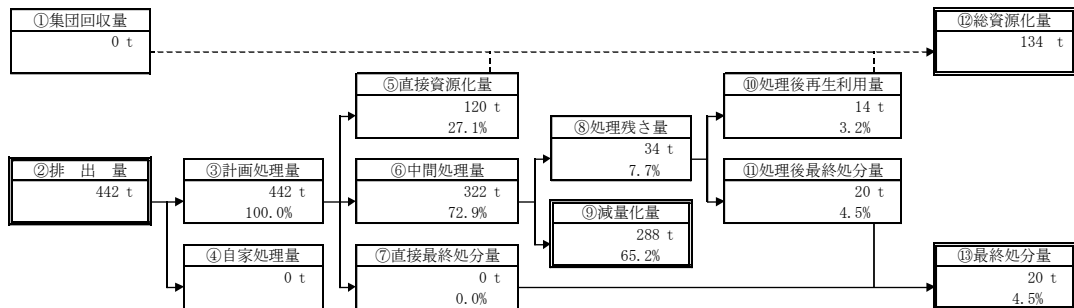 ①集団回収量
0 t
⑫総資源化量
134 t
⑤直接資源化量
120 t
27.1%
⑩処理後再生利用量
14 t
3.2%
⑧処理残さ量
34 t
7.7%
②排 出 量
442 t
③計画処理量
442 t
100.0%
⑥中間処理量
322 t
72.9%
⑪処理後最終処分量
20 t
4.5%
⑨減量化量
288 t
65.2%
④自家処理量
0 t
⑦直接最終処分量
0 t
0.0%
⑬最終処分量
20 t
4.5%